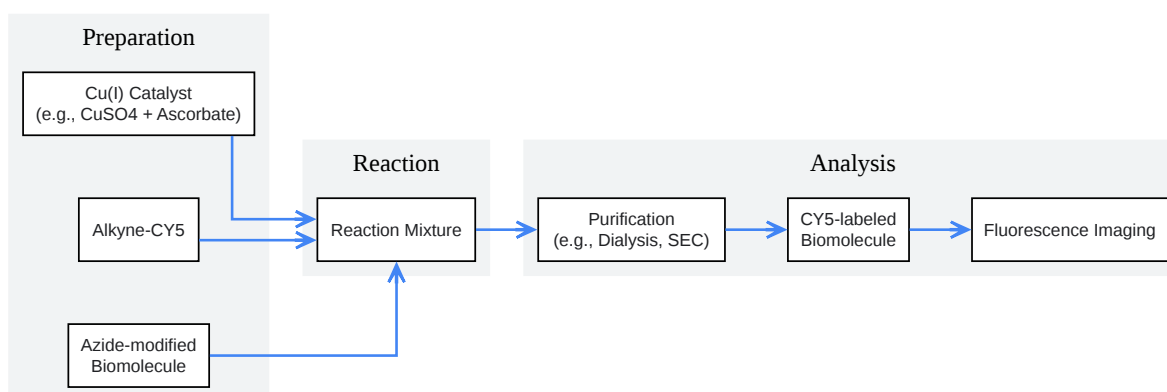 Preparation
Cu(I) Catalyst
(e.g., CuSO4 + Ascorbate)
Alkyne-CY5
Azide-modified
Biomolecule
Reaction
Reaction Mixture
Analysis
Purification
(e.g., Dialysis, SEC)
CY5-labeled
Biomolecule
Fluorescence Imaging